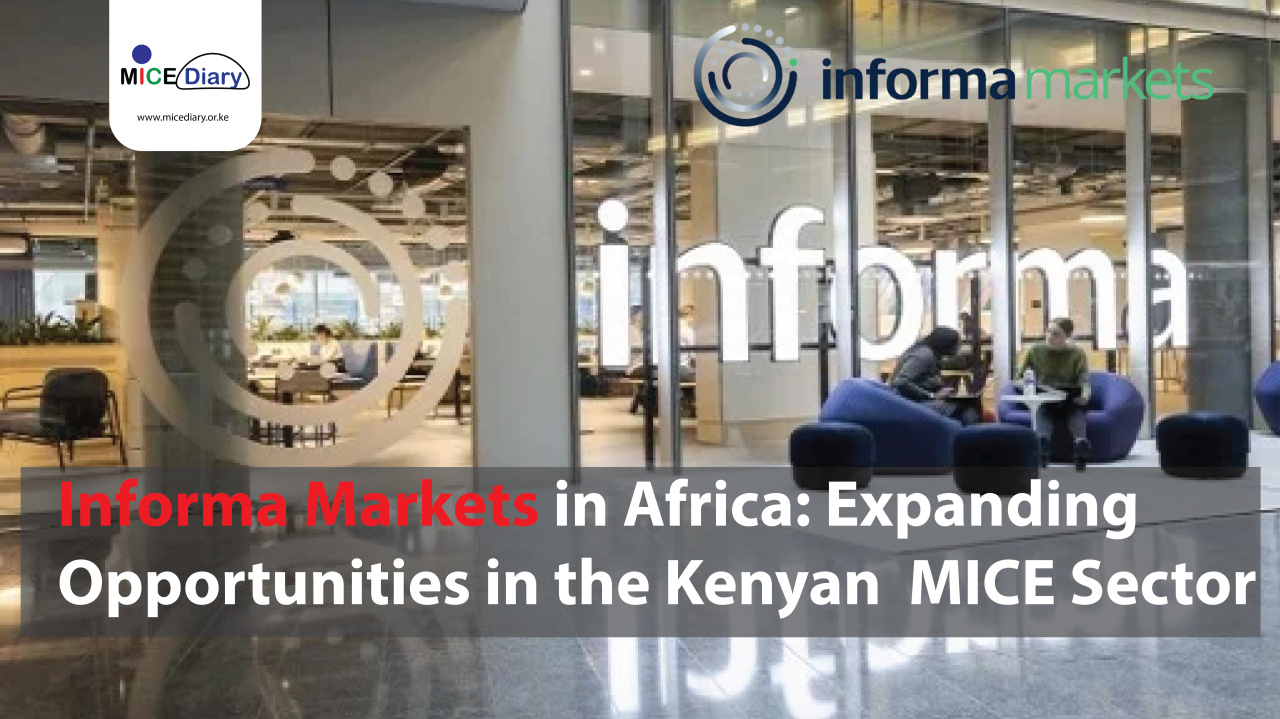 MICE Diary
www.micediary.or.ke
informa markets
informa
Informa Markets in Africa: Expanding
Opportunities in the Kenyan  MICE Sector